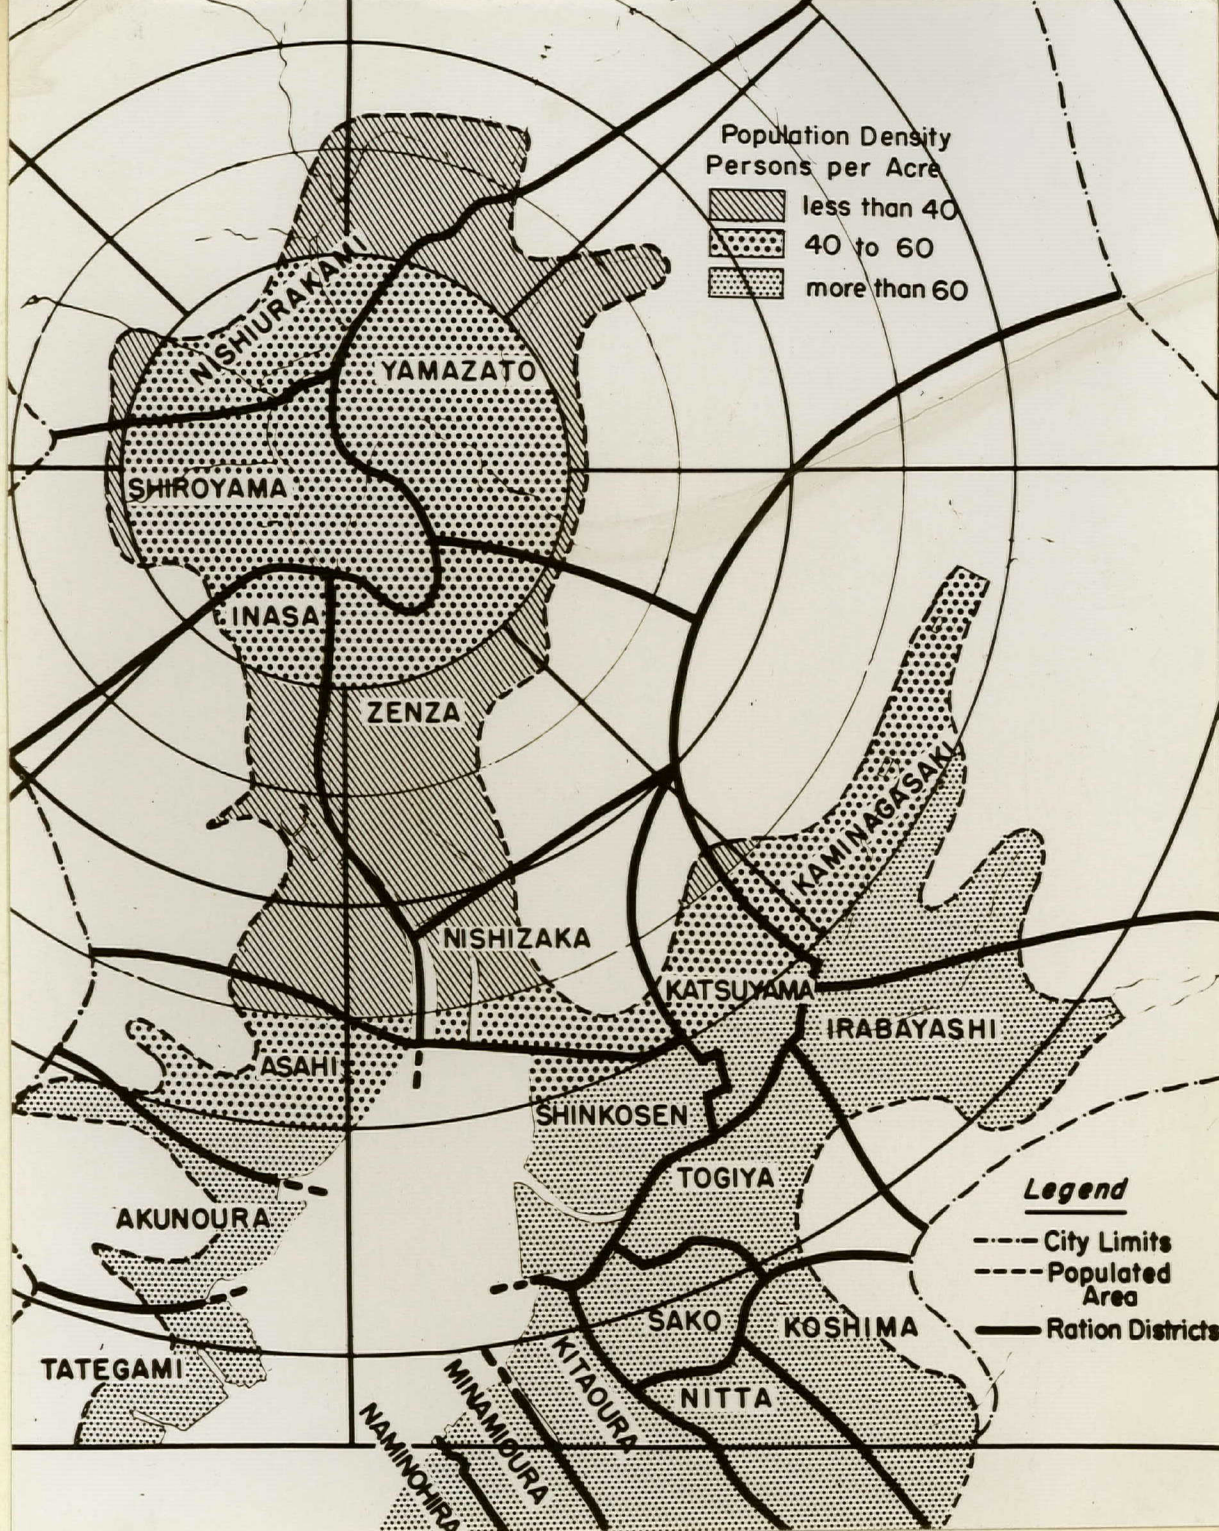 Population Density
Persons per Acre
less than 40
40 to 60
more than 60
NISHIURAKAMI
YAMAZATO
SHIROYAMA
INASA
ZENZA
KAMINAGASAKI
NISHIZAKA
KATSUYAMA
IRABAYASHI
ASAHI
SHINKOSEN
TOGIYA
AKUNOURA
Legend
City Limits
Populated
Area
Ration Districts
SAKO
KOSHIMA
TATEGAMI
KITAOURA
NITTA
MINAMIOURA
NAMINOHIRA